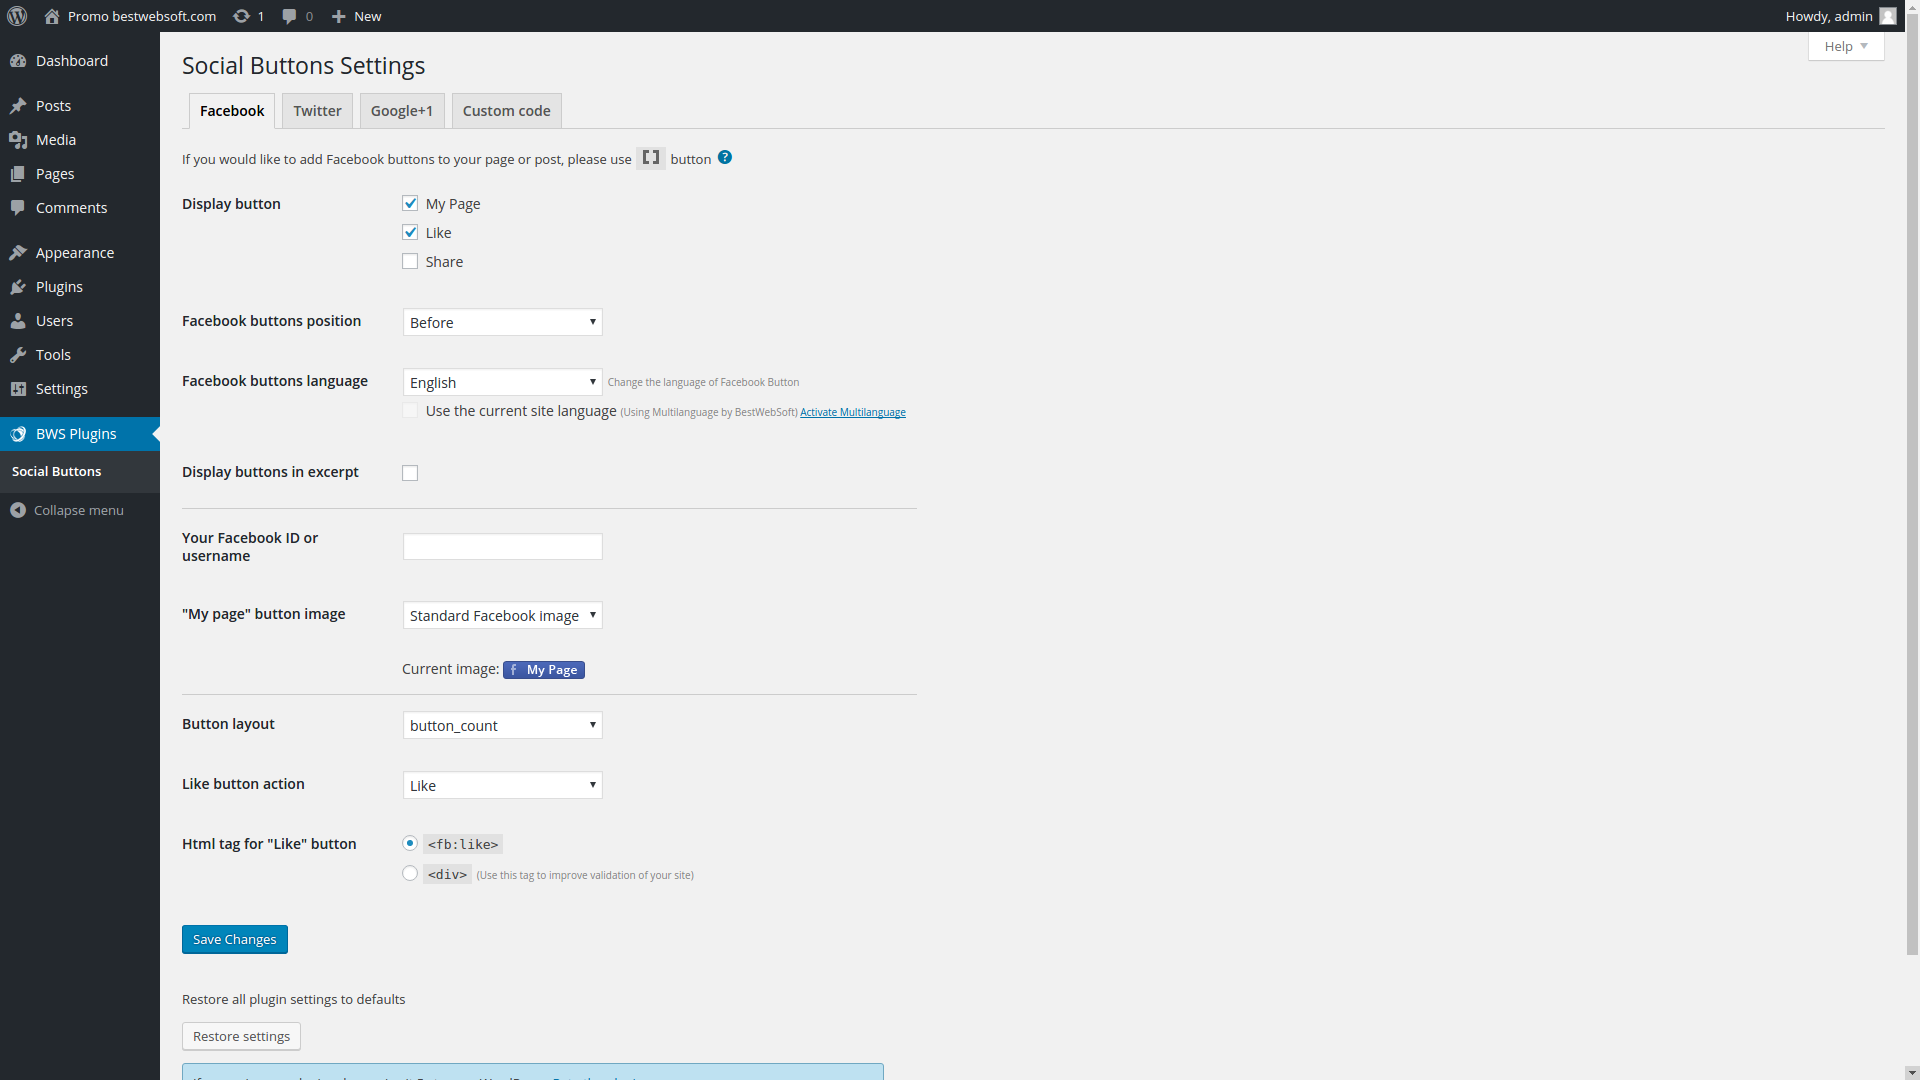 Promo bestwebsoft.com 1 0 New Howdy, admin
Help
Dashboard
Posts
Media
Pages
Comments
Appearance
Plugins
Users
Tools
Settings
BWS Plugins
Social Buttons
Collapse menu
Social Buttons Settings
Facebook Twitter Google+1 Custom code
If you would like to add Facebook buttons to your page or post, please use [] button ?
Display button
My Page
Like
Share
Facebook buttons position Before
Facebook buttons language English Change the language of Facebook Button
Use the current site language (Using Multilanguage by BestWebSoft) Activate Multilanguage
Display buttons in excerpt
Your Facebook ID or
username
"My page" button image Standard Facebook image
Current image: f My Page
Button layout button_count
Like button action Like
Html tag for "Like" button <fb:like>
<div> (Use this tag to improve validation of your site)
Save Changes
Restore all plugin settings to defaults
Restore settings